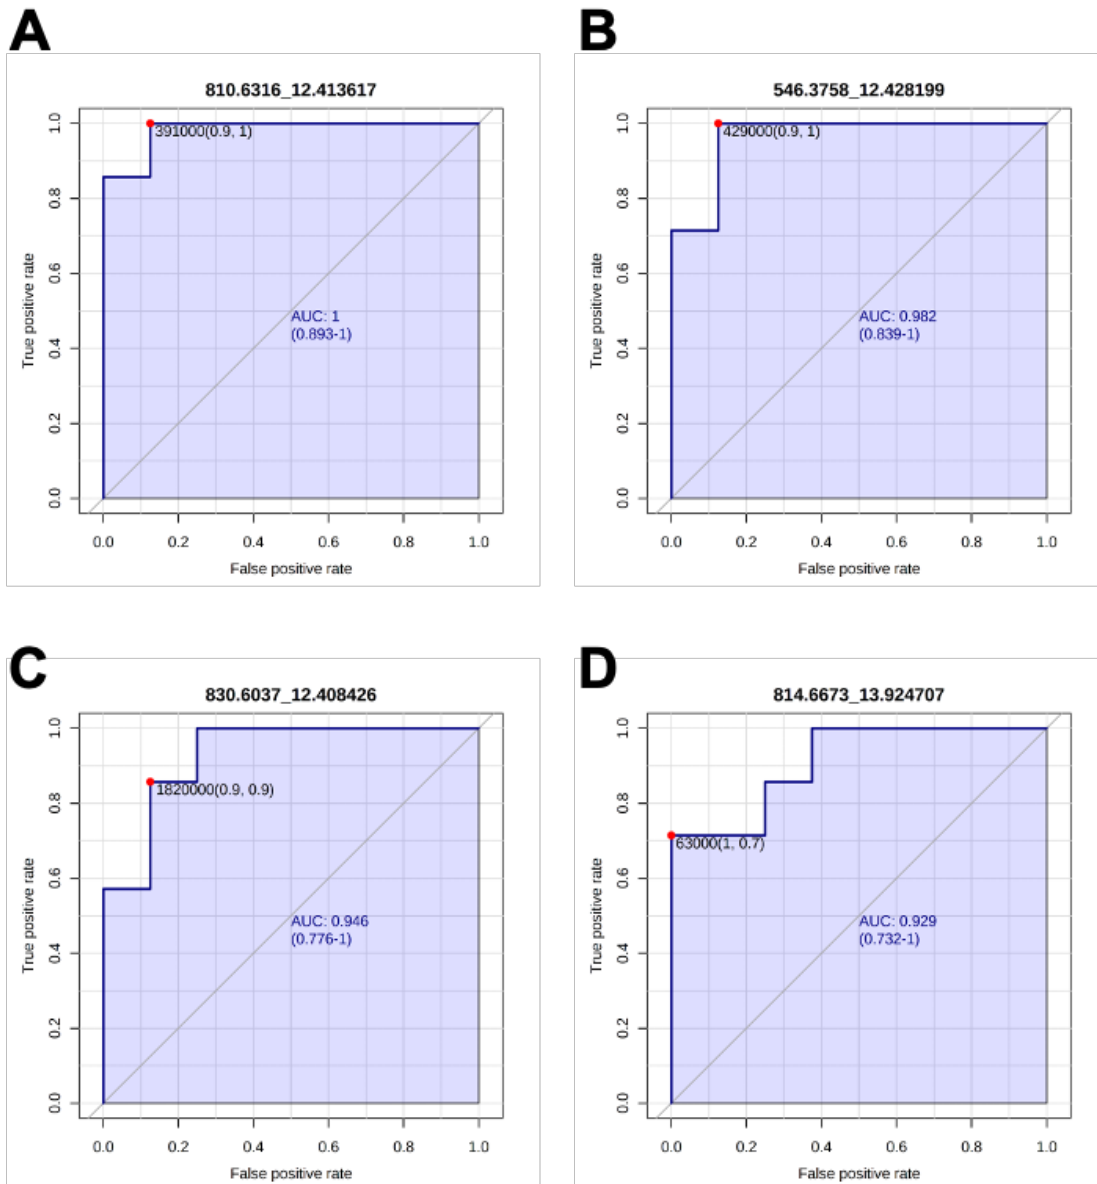 A
810.6316_12.413617
1.0
0.8
0.6
0.4
0.2
0.0
True positive rate
391000(0.9, 1)
AUC: 1
(0.893-1)
0.0 0.2 0.4 0.6 0.8 1.0
False positive rate
B
546.3758_12.428199
1.0
0.8
0.6
0.4
0.2
0.0
True positive rate
429000(0.9, 1)
AUC: 0.982
(0.839-1)
0.0 0.2 0.4 0.6 0.8 1.0
False positive rate
C
830.6037_12.408426
1.0
0.8
0.6
0.4
0.2
0.0
True positive rate
1820000(0.9, 0.9)
AUC: 0.946
(0.776-1)
0.0 0.2 0.4 0.6 0.8 1.0
False positive rate
D
814.6673_13.924707
1.0
0.8
0.6
0.4
0.2
0.0
True positive rate
63000(1, 0.7)
AUC: 0.929
(0.732-1)
0.0 0.2 0.4 0.6 0.8 1.0
False positive rate